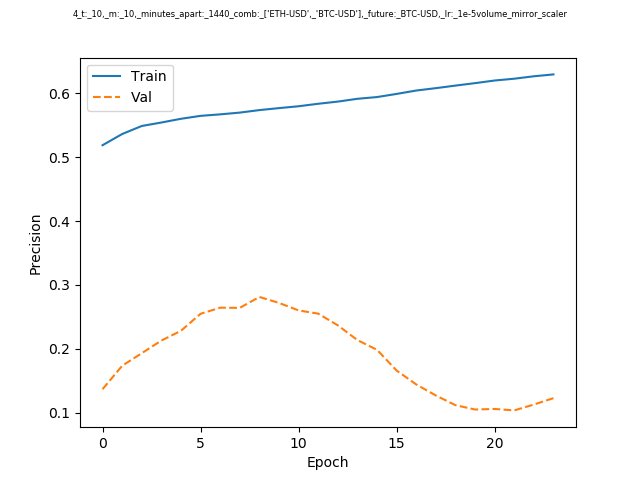 4_t:_10,_m:_10,_minutes_apart:_1440_comb:_['ETH-USD',_'BTC-USD'],_future:_BTC-USD,_lr:_1e-5volume_mirror_scaler
Train
Val
0.6
0.5
0.4
0.3
0.2
0.1
Precision
0 5 10 15 20
Epoch